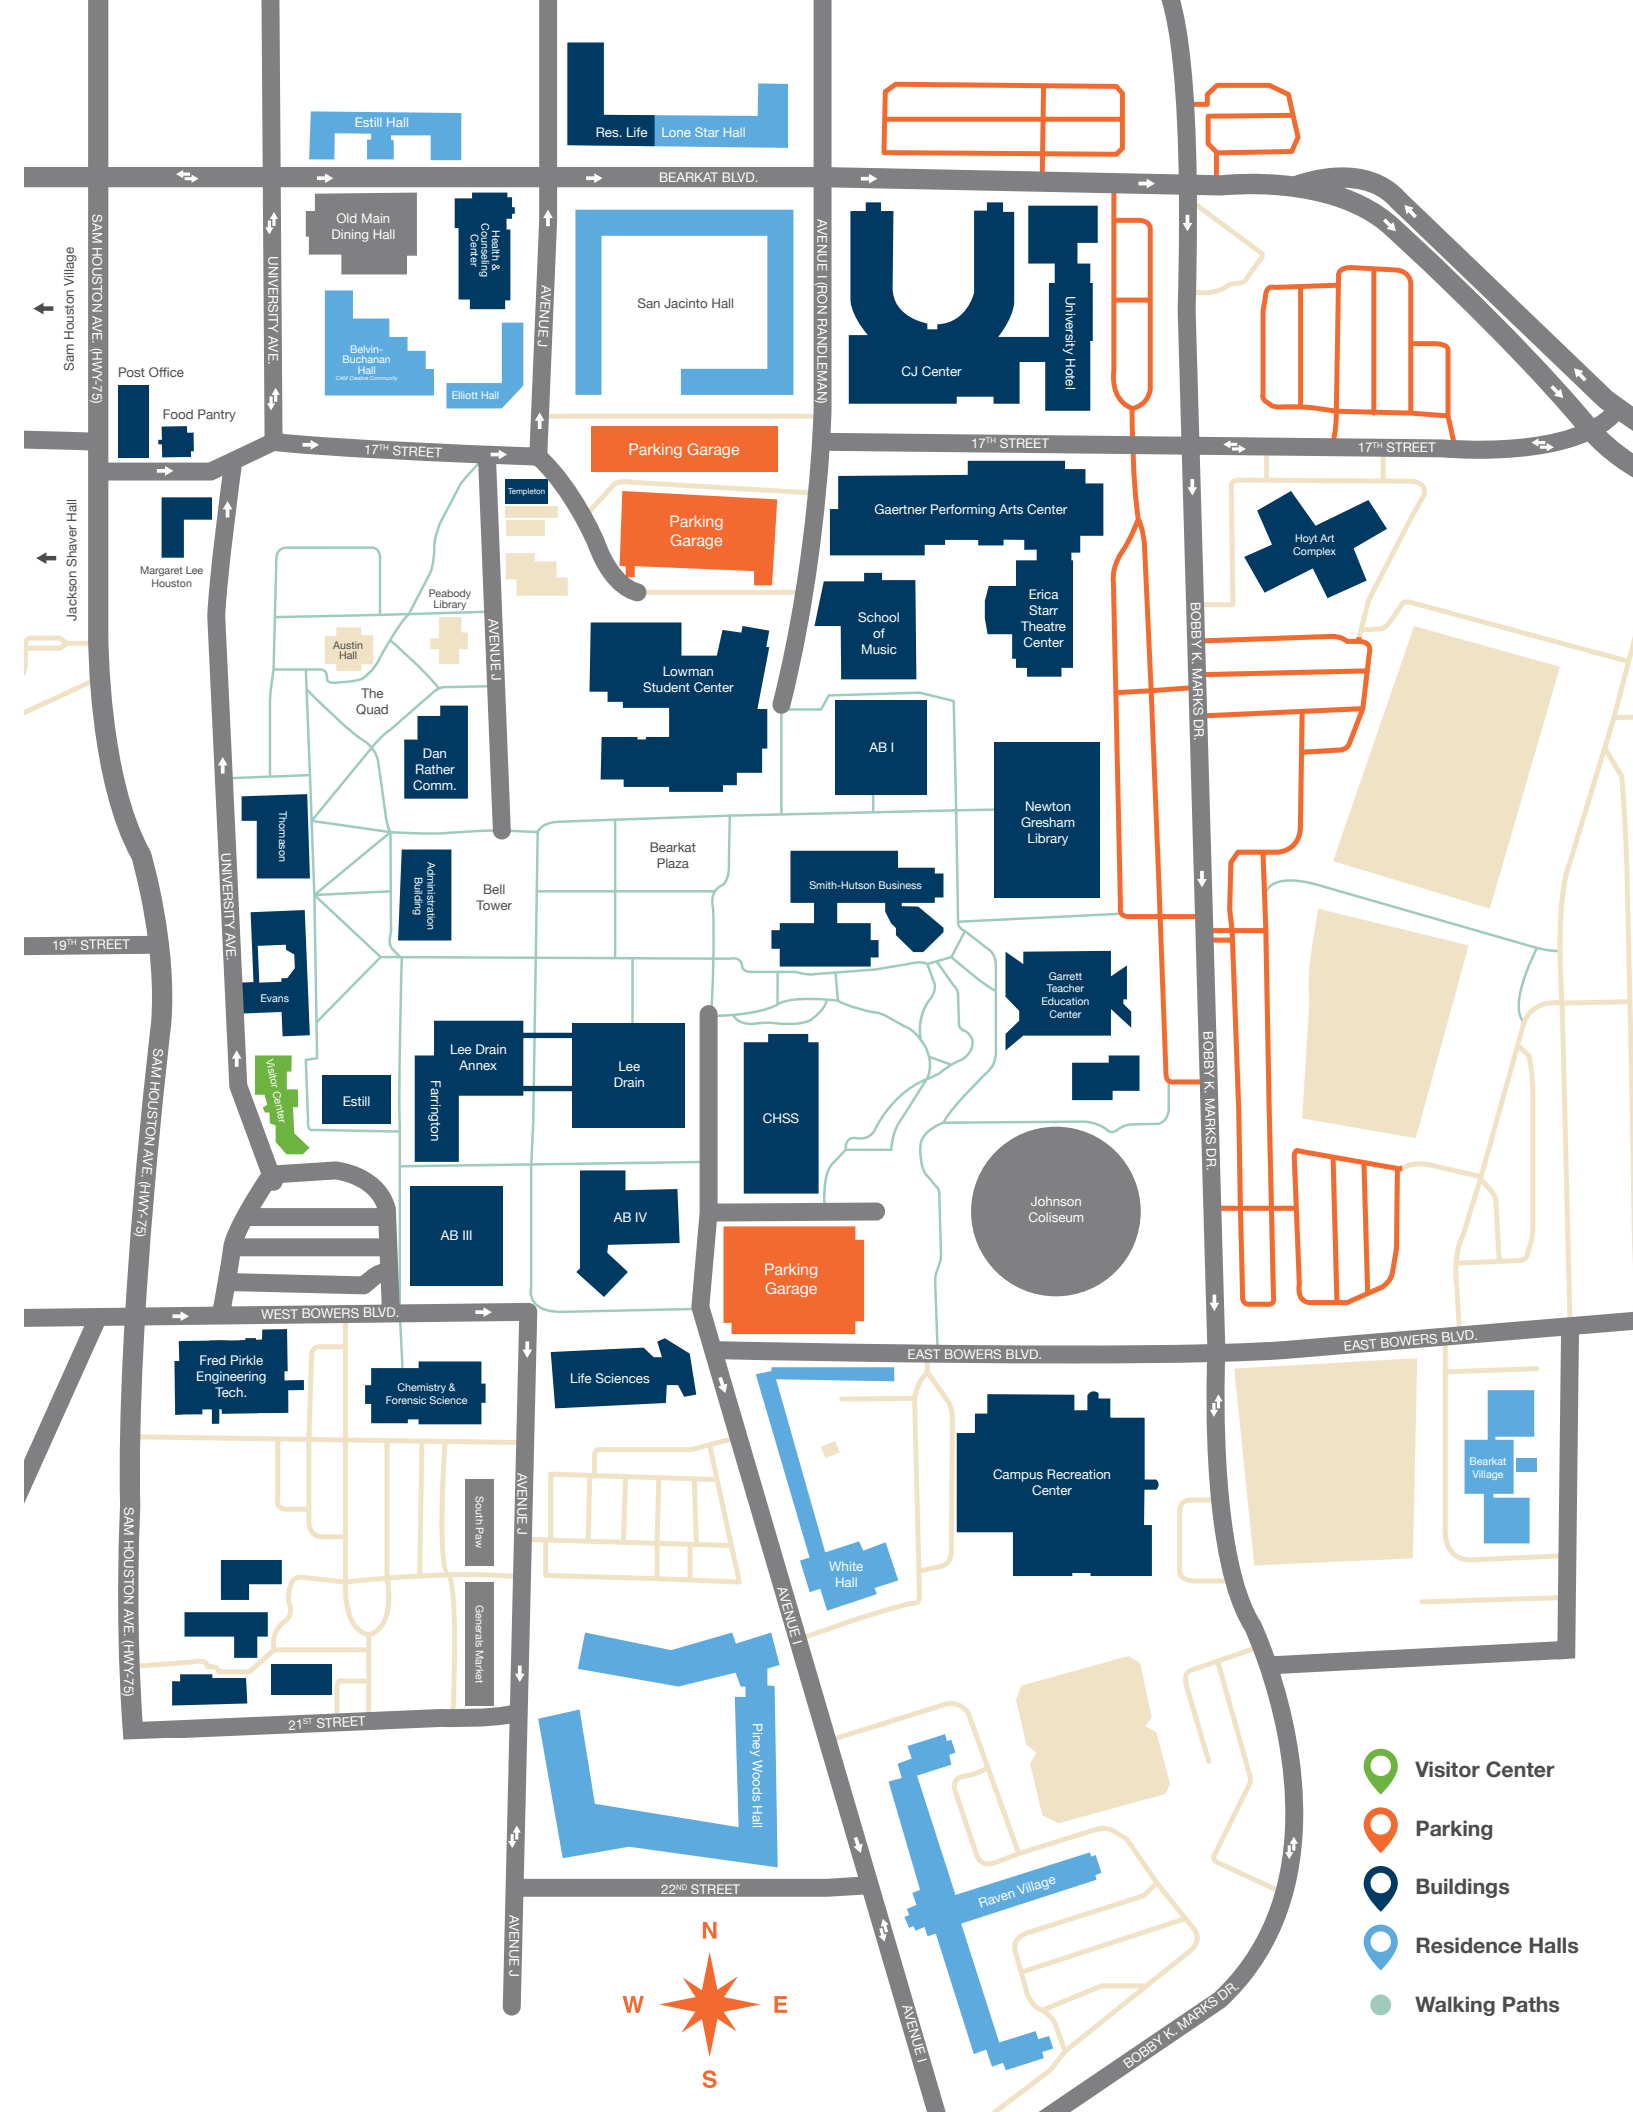 Estill Hall
Res. Life
Lone Star Hall
BEARKAT BLVD.
SAM HOUSTON AVE. (HWY-75)
Sam Houston Village
UNIVERSITY AVE.
Old Main
Dining Hall
Health &
Counseling
Center
AVENUE J
San Jacinto Hall
AVENUE I (RON RANDLEMAN)
CJ Center
University Hotel
Belvin-
Buchanan
Hall
CAM Creative Community
Elliott Hall
Post Office
Food Pantry
17TH STREET
Parking Garage
17TH STREET
17TH STREET
Templeton
Parking
Garage
Gaertner Performing Arts Center
Hoyt Art
Complex
Jackson Shaver Hall
Margaret Lee
Houston
Peabody
Library
Austin
Hall
The
Quad
AVENUE J
Lowman
Student Center
School
of
Music
Erica
Starr
Theatre
Center
BOBBY K. MARKS DR.
Dan
Rather
Comm.
AB I
Newton
Gresham
Library
Thomason
UNIVERSITY AVE.
Administration
Building
Bell
Tower
Bearkat
Plaza
Smith-Hutson Business
19TH STREET
Evans
Garrett
Teacher
Education
Center
SAM HOUSTON AVE. (HWY-75)
Visitor Center
Estill
Lee Drain
Annex
Farrington
Lee
Drain
CHSS
BOBBY K. MARKS DR.
AB III
AB IV
Johnson
Coliseum
Parking
Garage
WEST BOWERS BLVD.
EAST BOWERS BLVD.
EAST BOWERS BLVD.
Fred Pirkle
Engineering
Tech.
Chemistry &
Forensic Science
Life Sciences
Campus Recreation
Center
Bearkat
Village
SAM HOUSTON AVE. (HWY-75)
South Paw
AVENUE J
Generals Market
White
Hall
AVENUE I
21ST STREET
Piney Woods Hall
22ND STREET
AVENUE J
Raven Village
AVENUE I
BOBBY K. MARKS DR.
N
W
E
S
Visitor Center
Parking
Buildings
Residence Halls
Walking Paths